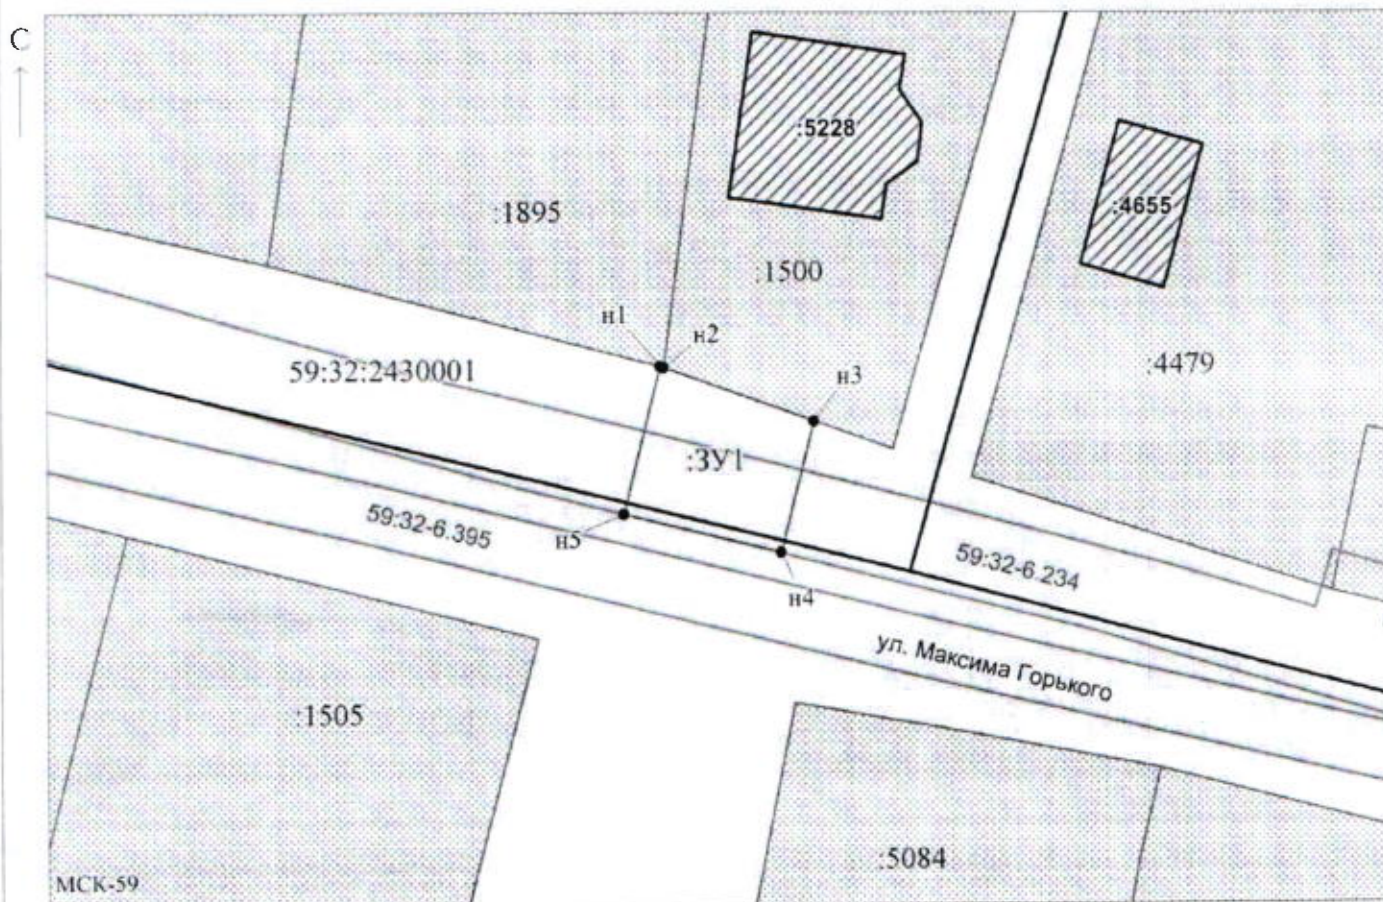 С
:5228
:4655
:1895
:1500
н1
н2
:4479
59:32:2430001
н3
:ЗУ1
59:32-6.395
н5
59:32-6.234
н4
ул. Максима Горького
:1505
:5084
МСК-59